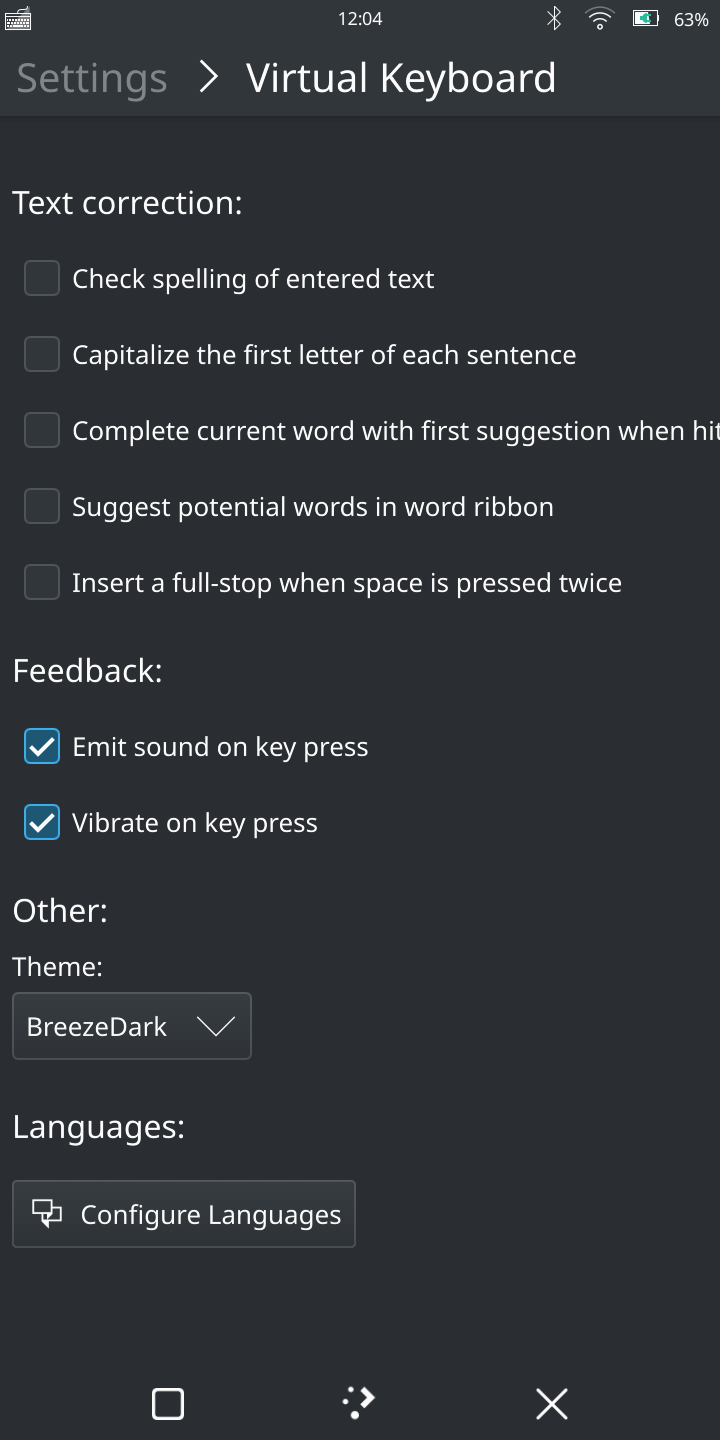 12:04
63%
Settings Virtual Keyboard
Text correction:
Check spelling of entered text
Capitalize the first letter of each sentence
Complete current word with first suggestion when hit
Suggest potential words in word ribbon
Insert a full-stop when space is pressed twice
Feedback:
Emit sound on key press
Vibrate on key press
Other:
Theme:
BreezeDark
Languages:
Configure Languages